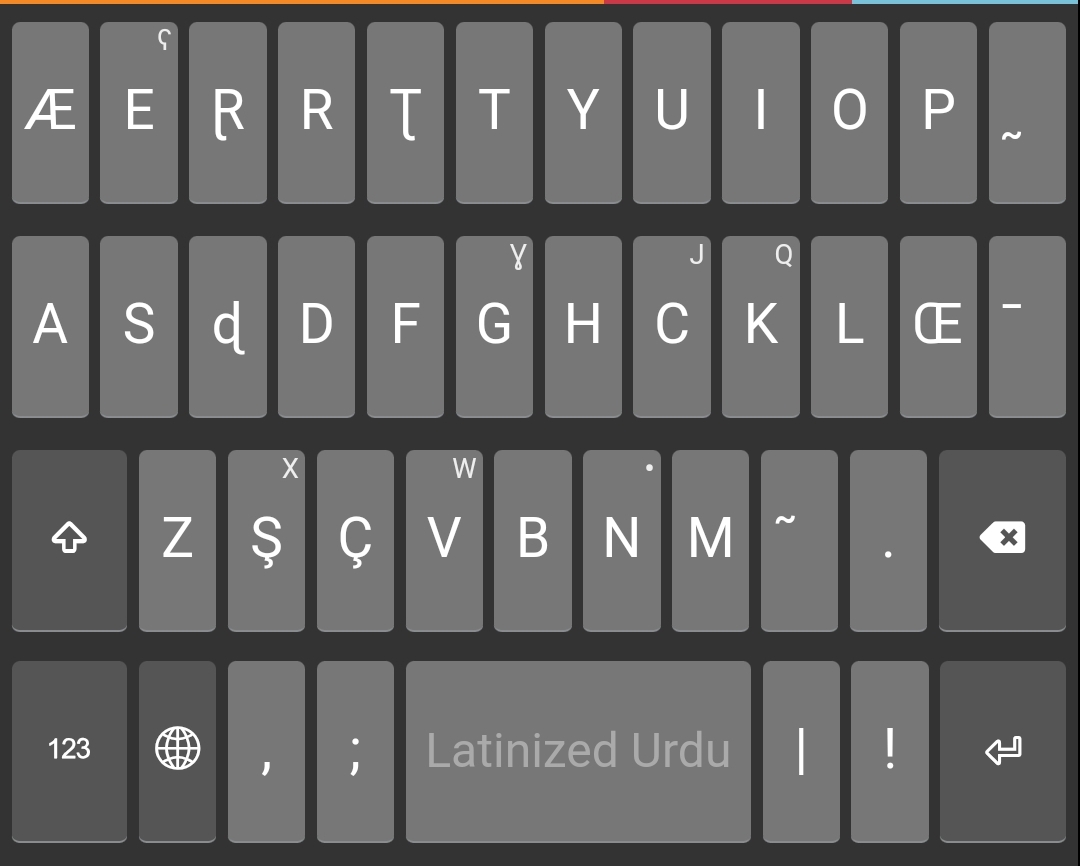 ʕ
Æ E Ɽ R Ʈ T Y U I O P ̰
Ɣ J Q
A S ɖ D F G H C K L Œ ¯
X W •
Z Ş Ç V B N M ˜ .
123 , ; Latinized Urdu | !